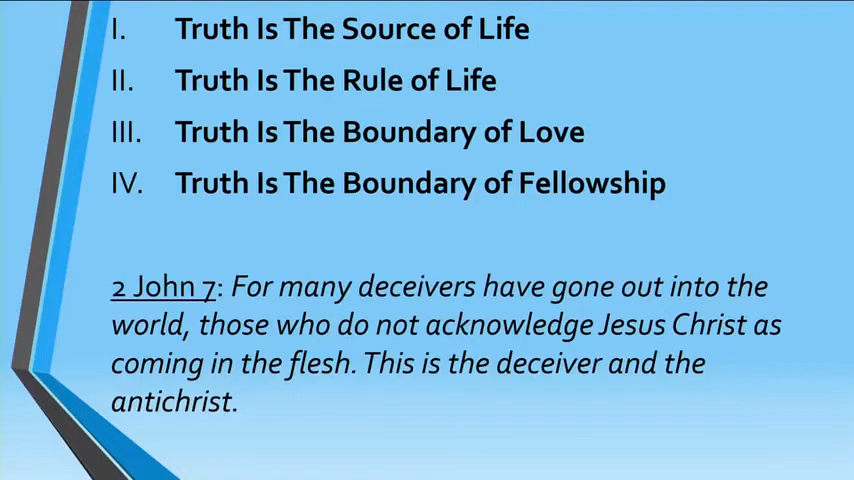 I. Truth Is The Source of Life
II. Truth Is The Rule of Life
III. Truth Is The Boundary of Love
IV. Truth Is The Boundary of Fellowship
2 John 7: For many deceivers have gone out into the
world, those who do not acknowledge Jesus Christ as
coming in the flesh. This is the deceiver and the
antichrist.